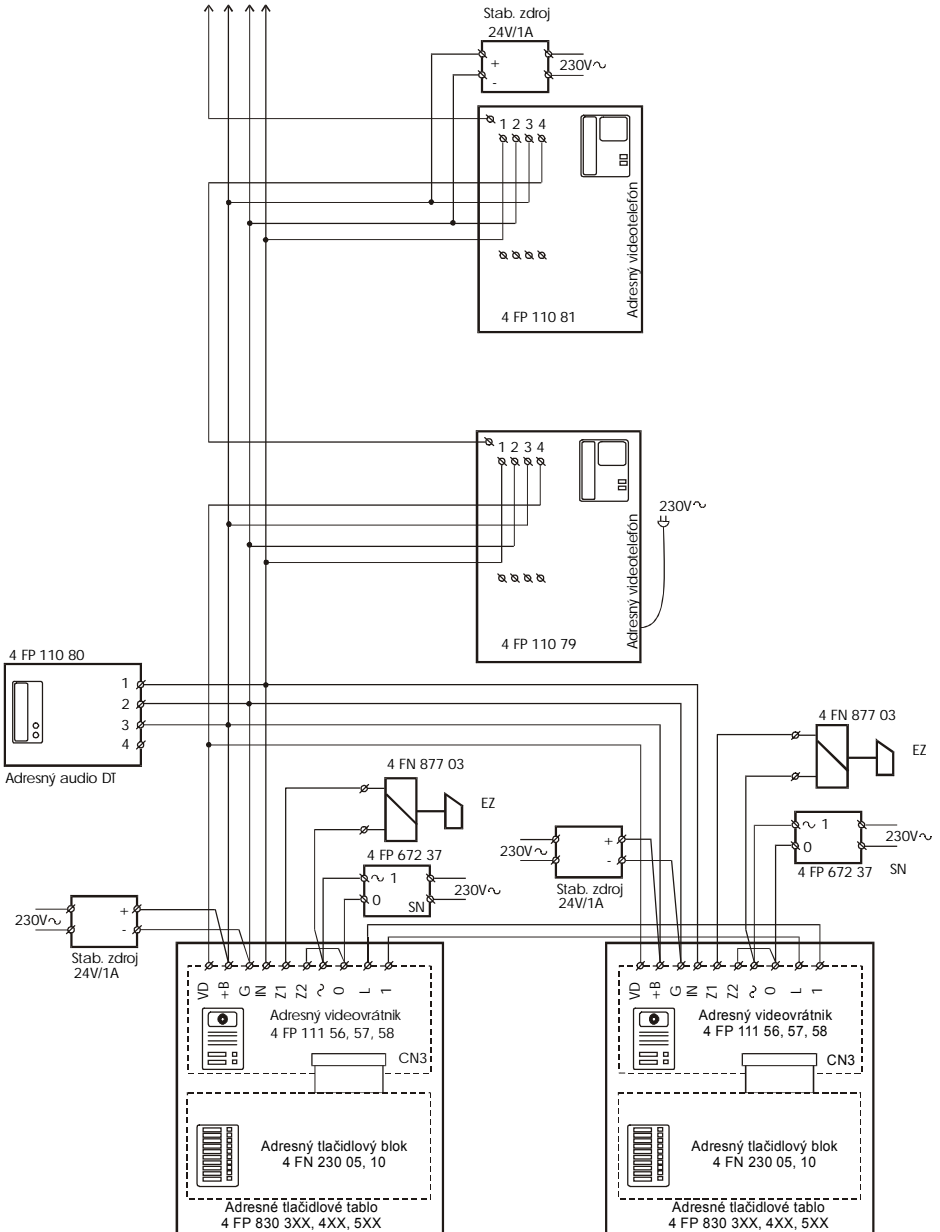 Stab. zdroj
24V/1A
+
-
230V~
1 2 3 4
Adresný videotelefón
4 FP 110 81
1 2 3 4
230V~
Adresný videotelefón
4 FP 110 79
4 FP 110 80
1
2
3
4
Adresný audio DT
4 FN 877 03
EZ
4 FN 877 03
EZ
~ 1
0
230V~
4 FP 672 37
SN
230V~
+
-
Stab. zdroj
24V/1A
4 FP 672 37
~ 1
0
SN
230V~
230V~
+
-
Stab. zdroj
24V/1A
VD +B G IN Z1 Z2 ~ 0 L 1
Adresný videovrátnik
4 FP 111 56, 57, 58
CN3
Adresný tlačidlový blok
4 FN 230 05, 10
Adresné tlačidlové tablo
4 FP 830 3XX, 4XX, 5XX
VD +B G IN Z1 Z2 ~ 0 L 1
Adresný videovrátnik
4 FP 111 56, 57, 58
CN3
Adresný tlačidlový blok
4 FN 230 05, 10
Adresné tlačidlové tablo
4 FP 830 3XX, 4XX, 5XX